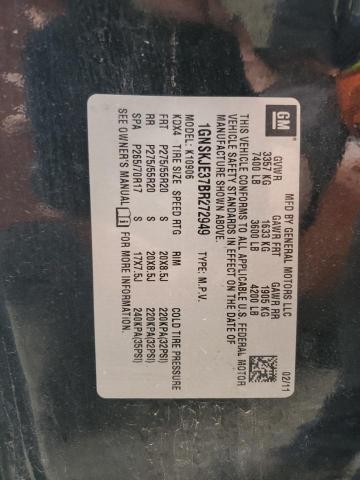 GM
MFD BY GENERAL MOTORS LLC
02/11
GVWR GAWR FRT GAWR RR
3357 KG 1633 KG 1905 KG
7400 LB 3600 LB 4200 LB
THIS VEHICLE CONFORMS TO ALL APPLICABLE U.S. FEDERAL MOTOR
VEHICLE SAFETY STANDARDS IN EFFECT ON THE DATE OF
MANUFACTURE SHOWN ABOVE.
1GNSKJE37BR272949 TYPE: M.P.V.
MODEL: K10906
KDX4 TIRE SIZE SPEED RTG RIM COLD TIRE PRESSURE
FRT P275/55R20 S 20X8.5J 220KPA(32PSI)
RR P275/55R20 S 20X8.5J 220KPA(32PSI)
SPA P265/70R17 S 17X7.5J 240KPA(35PSI)
SEE OWNER'S MANUAL FOR MORE INFORMATION.